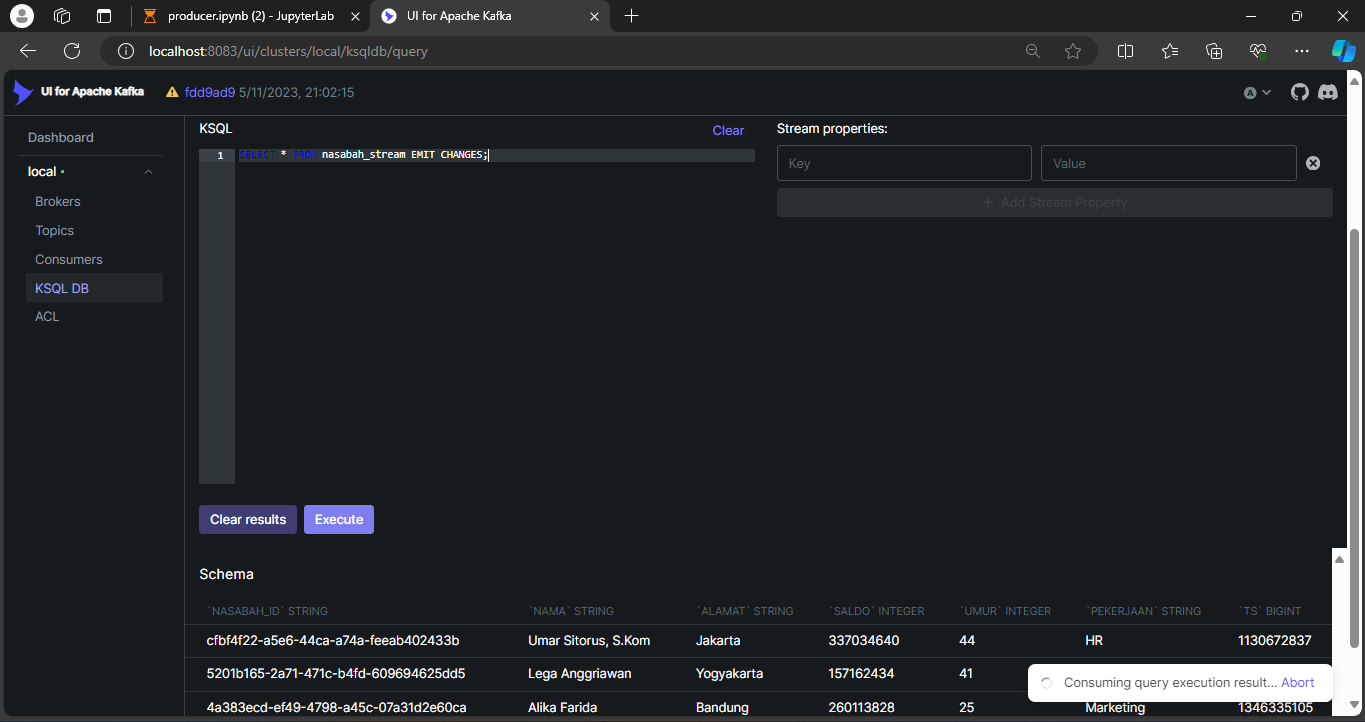 producer.ipynb (2) - JupyterLab
UI for Apache Kafka
localhost:8083/ui/clusters/local/ksqldb/query
UI for Apache Kafka
fdd9ad9 5/11/2023, 21:02:15
A
Dashboard
local
Brokers
Topics
Consumers
KSQL DB
ACL
KSQL
Clear
1
SELECT * FROM nasabah_stream EMIT CHANGES;
Stream properties:
Key
Value
+ Add Stream Property
Clear results
Execute
Schema
`NASABAH_ID` STRING `NAMA` STRING `ALAMAT` STRING `SALDO` INTEGER `UMUR` INTEGER `PEKERJAAN` STRING `TS` BIGINT
cfbf4f22-a5e6-44ca-a74a-feeab402433b Umar Sitorus, S.Kom Jakarta 337034640 44 HR 1130672837
5201b165-2a71-471c-b4fd-609694625dd5 Lega Anggriawan Yogyakarta 157162434 41
4a383ecd-ef49-4798-a45c-07a31d2e60ca Alika Farida Bandung 260113828 25 Marketing 1346335105
Consuming query execution result... Abort